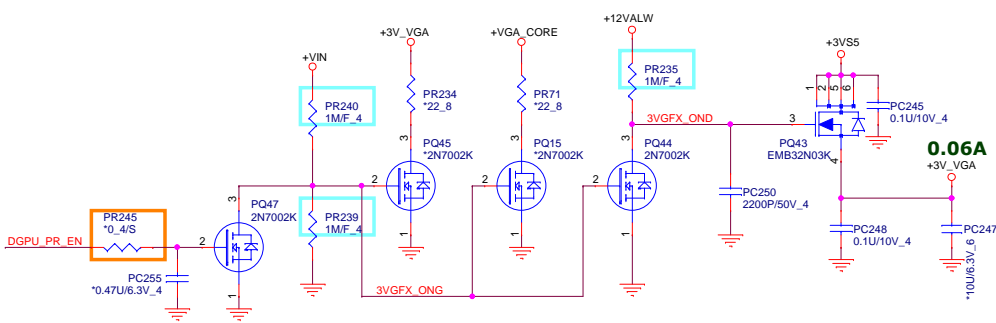 +12VALW
+3V_VGA
+VGA_CORE
+3VS5
+VIN
PR240
1M/F_4
PR234
*22_8
PR71
*22_8
PR235
1M/F_4
1
2
5
6
PC245
0.1U/10V_4
3VGFX_OND
3
PQ43
EMB32N03K
4
0.06A
+3V_VGA
3
PQ45
*2N7002K
2
1
3
PQ15
*2N7002K
2
1
3
PQ44
2N7002K
2
1
PC250
2200P/50V_4
3
PQ47
2N7002K
2
1
PR239
1M/F_4
PR245
*0_4/S
DGPU_PR_EN
PC255
*0.47U/6.3V_4
3VGFX_ONG
PC248
0.1U/10V_4
PC247
*10U/6.3V_6